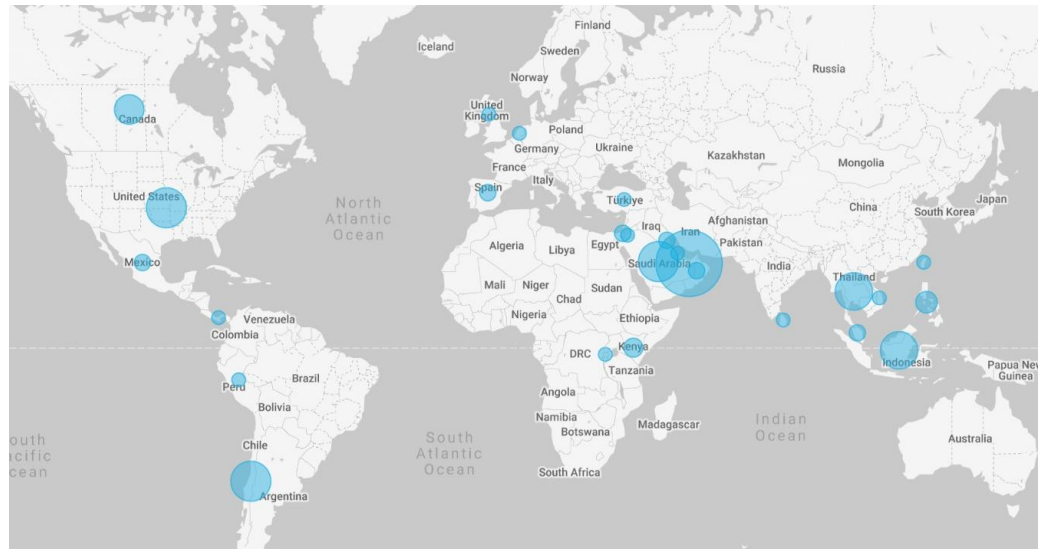 Finland
Iceland
Sweden
Russia
Norway
United
Kingdom
Canada
Poland
Germany
Ukraine
Kazakhstan
Mongolia
France
Italy
United States
Spain
Türkiye
Japan
North
Atlantic
Ocean
China
South Korea
Afghanistan
Iraq
Iran
Pakistan
Algeria
Libya
Egypt
Mexico
Saudi Arabia
India
Thailand
Mali
Niger
Sudan
Chad
Nigeria
Ethiopia
Venezuela
Colombia
DRC
Kenya
Indonesia
Papua New
Guinea
Tanzania
Peru
Brazil
Angola
Bolivia
Namibia
Botswana
Madagascar
Indian
Ocean
Chile
South
Atlantic
Ocean
Australia
outh
acific
cean
South Africa
Argentina